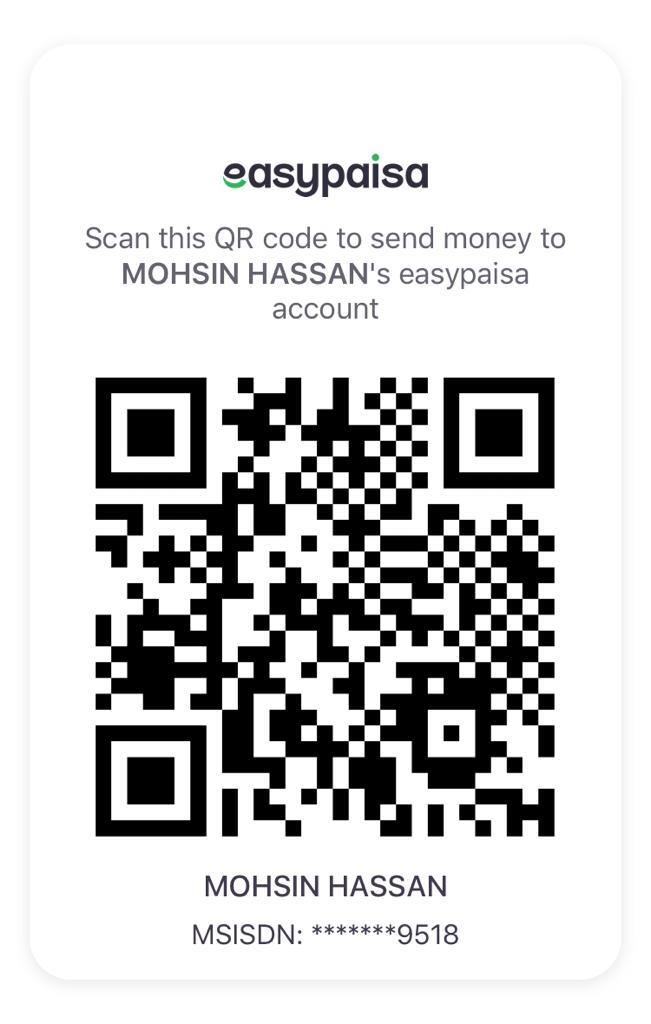 easypaisa
Scan this QR code to send money to
MOHSIN HASSAN's easypaisa
account
MOHSIN HASSAN
MSISDN: *******9518